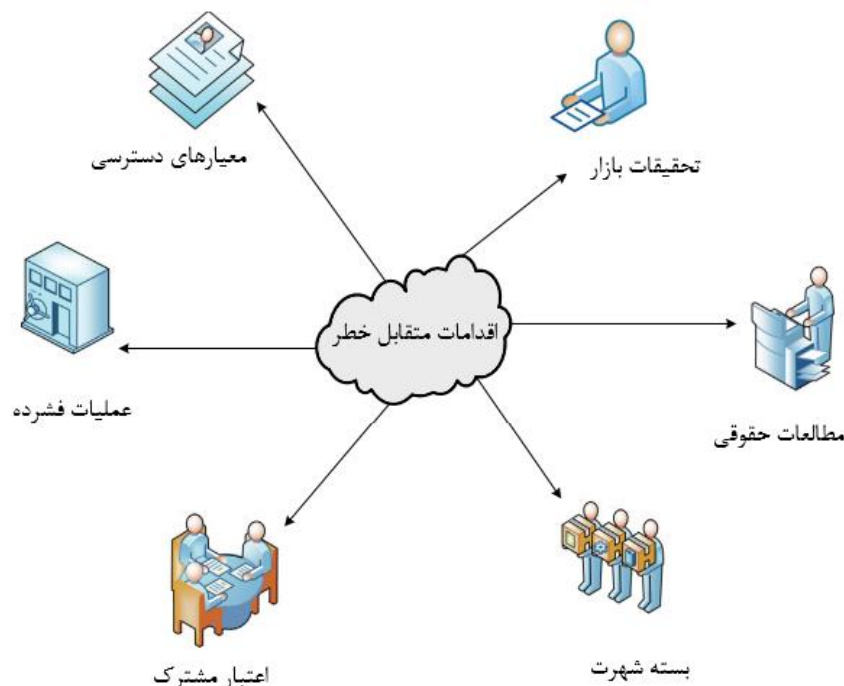 تحقیقات بازار
معیارهای دسترسی
اقدامات متقابل خطر
عملیات فشرده
مطالعات حقوقی
بسته شهرت
اعتبار مشترک